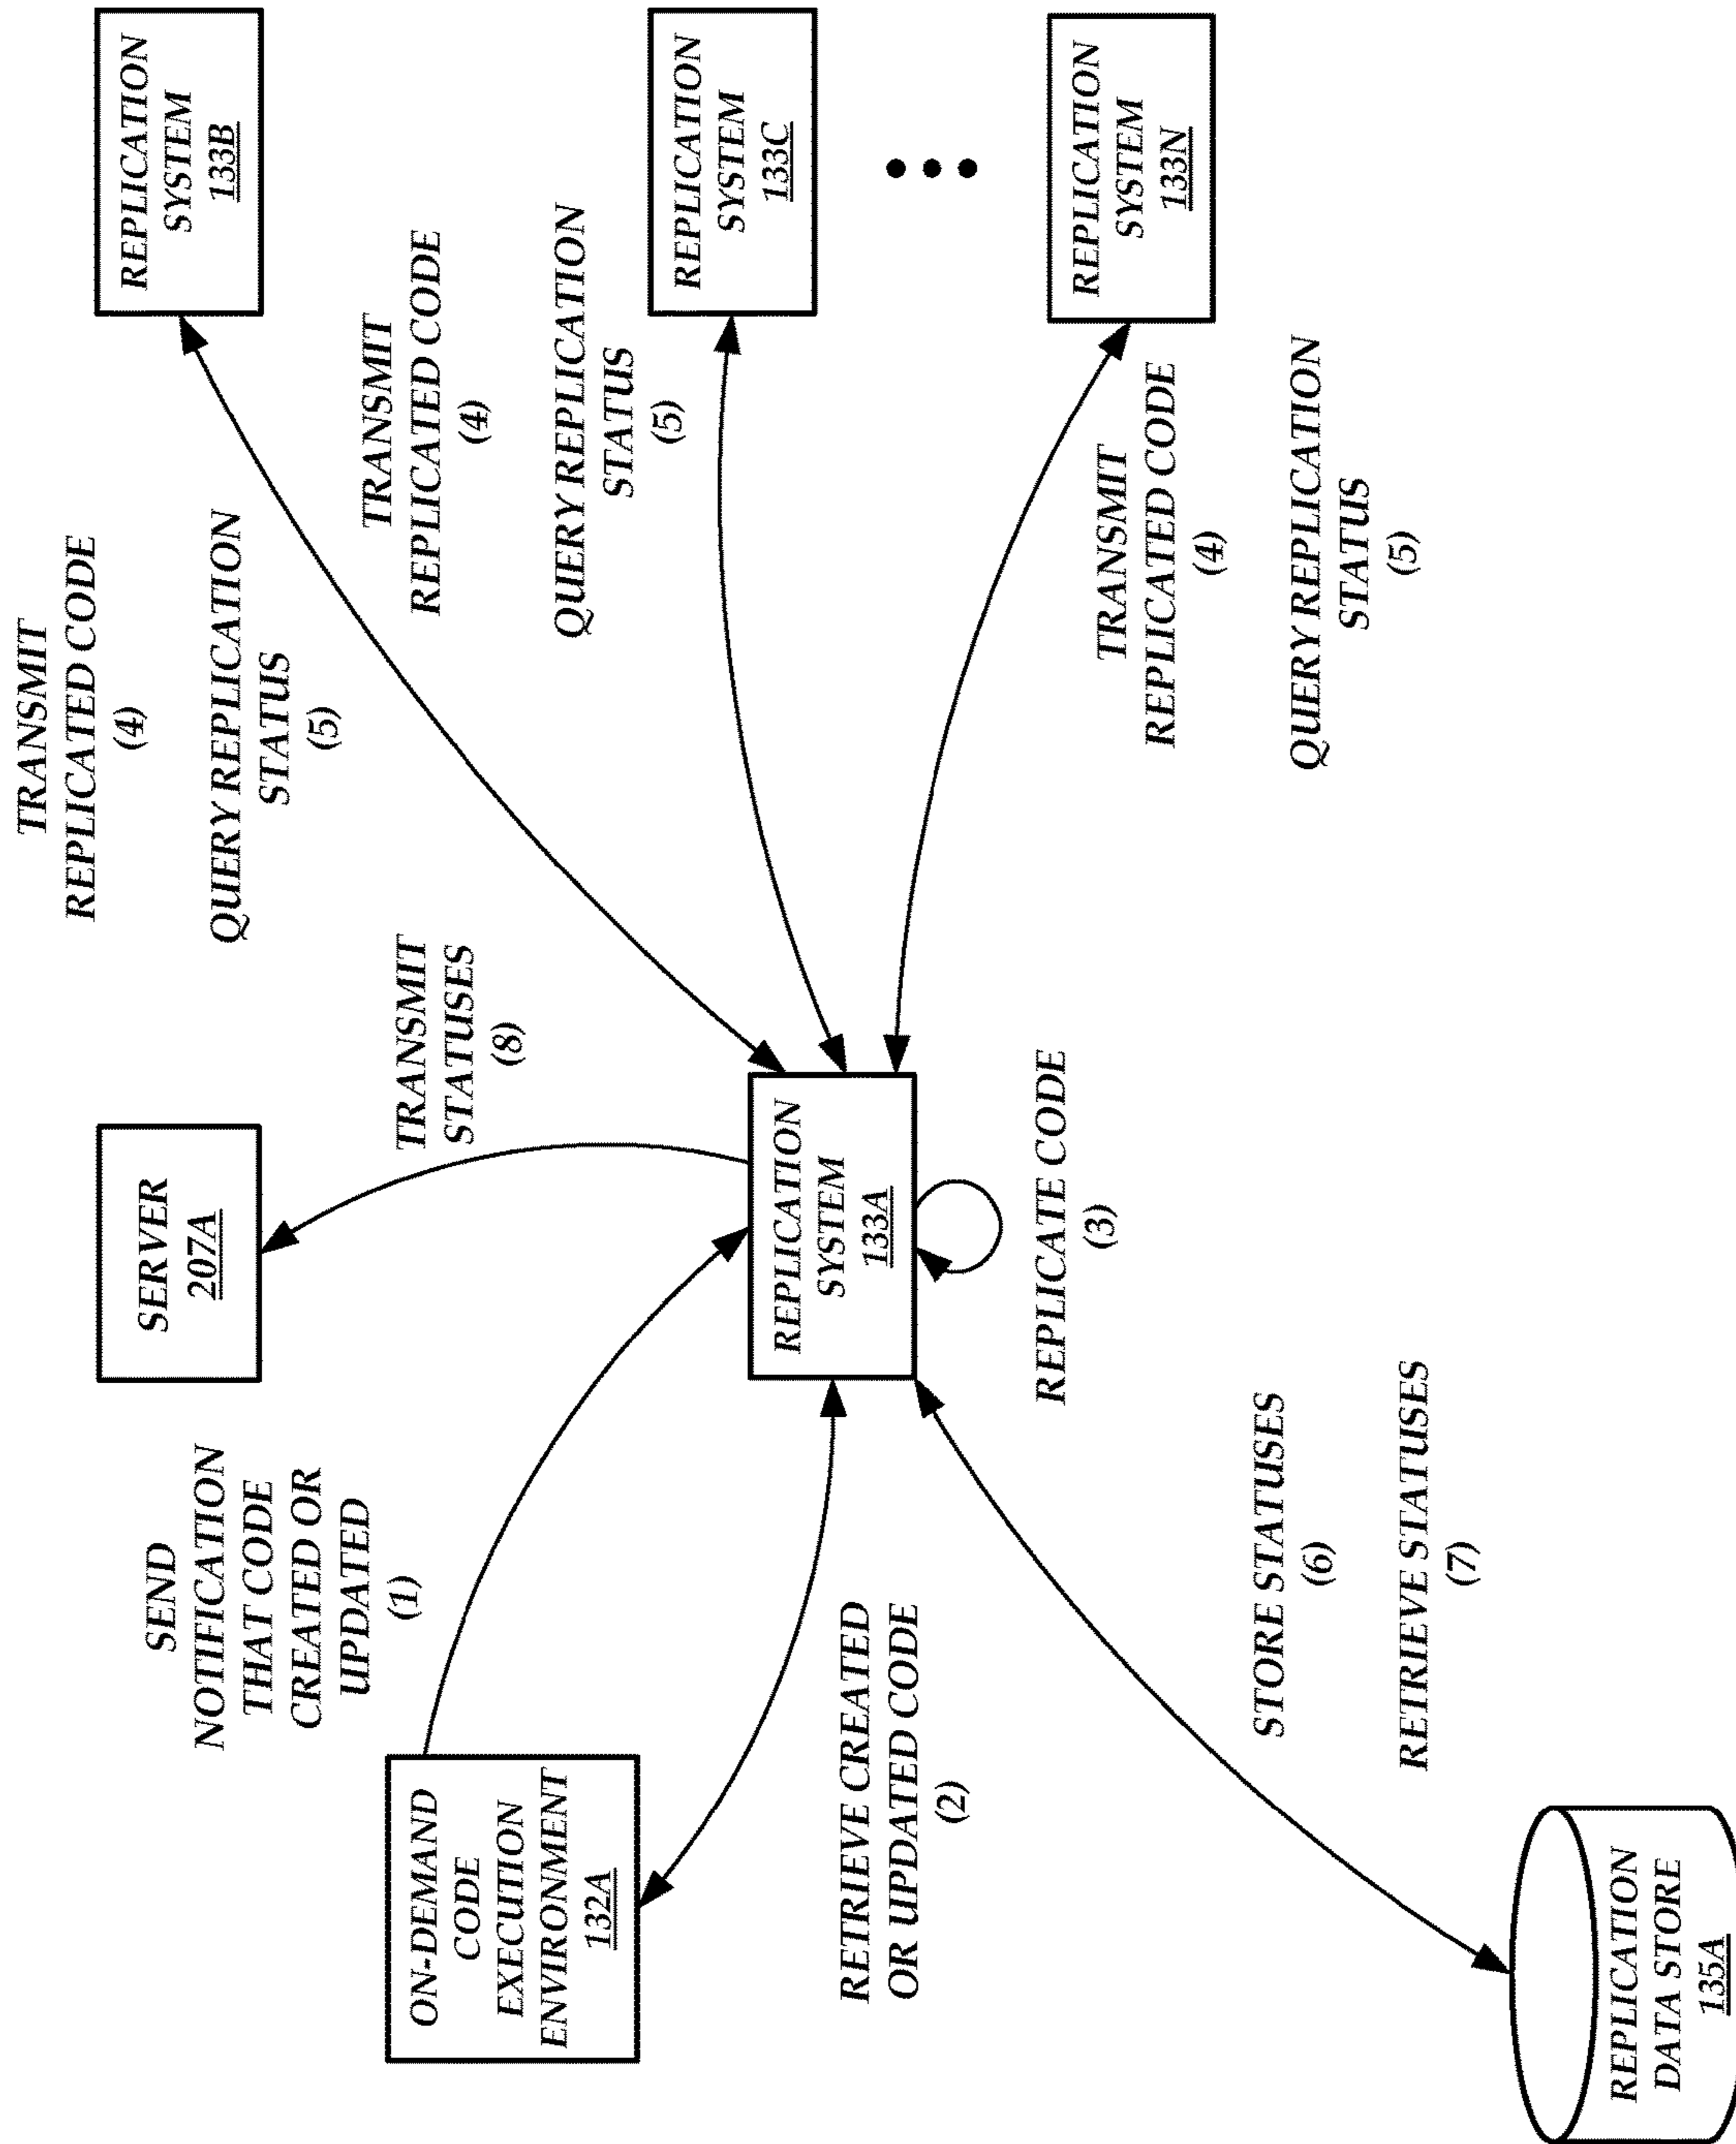 SEND
NOTIFICATION
THAT CODE
CREATED OR
UPDATED
(1)
ON-DEMAND
CODE
EXECUTION
ENVIRONMENT
132A
RETRIEVE CREATED
OR UPDATED CODE
(2)
SERVER
207A
TRANSMIT
STATUSES
(8)
REPLICATION
SYSTEM
133A
REPLICATE CODE
(3)
STORE STATUSES
(6)
RETRIEVE STATUSES
(7)
REPLICATION
DATA STORE
135A
TRANSMIT
REPLICATED CODE
(4)
QUERY REPLICATION
STATUS
(5)
REPLICATION
SYSTEM
133B
TRANSMIT
REPLICATED CODE
(4)
QUERY REPLICATION
STATUS
(5)
REPLICATION
SYSTEM
133C
TRANSMIT
REPLICATED CODE
(4)
QUERY REPLICATION
STATUS
(5)
REPLICATION
SYSTEM
133N